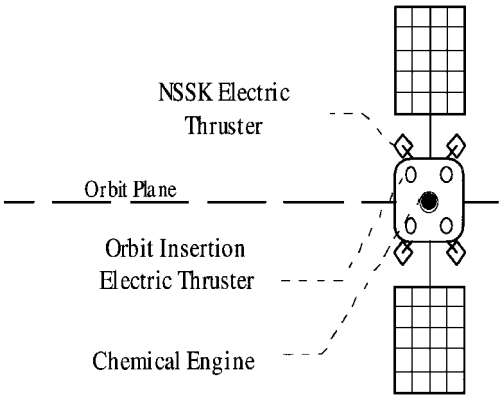 NSSK Electric
Thruster
Orbit Plane
Orbit Insertion
Electric Thruster
Chemical Engine